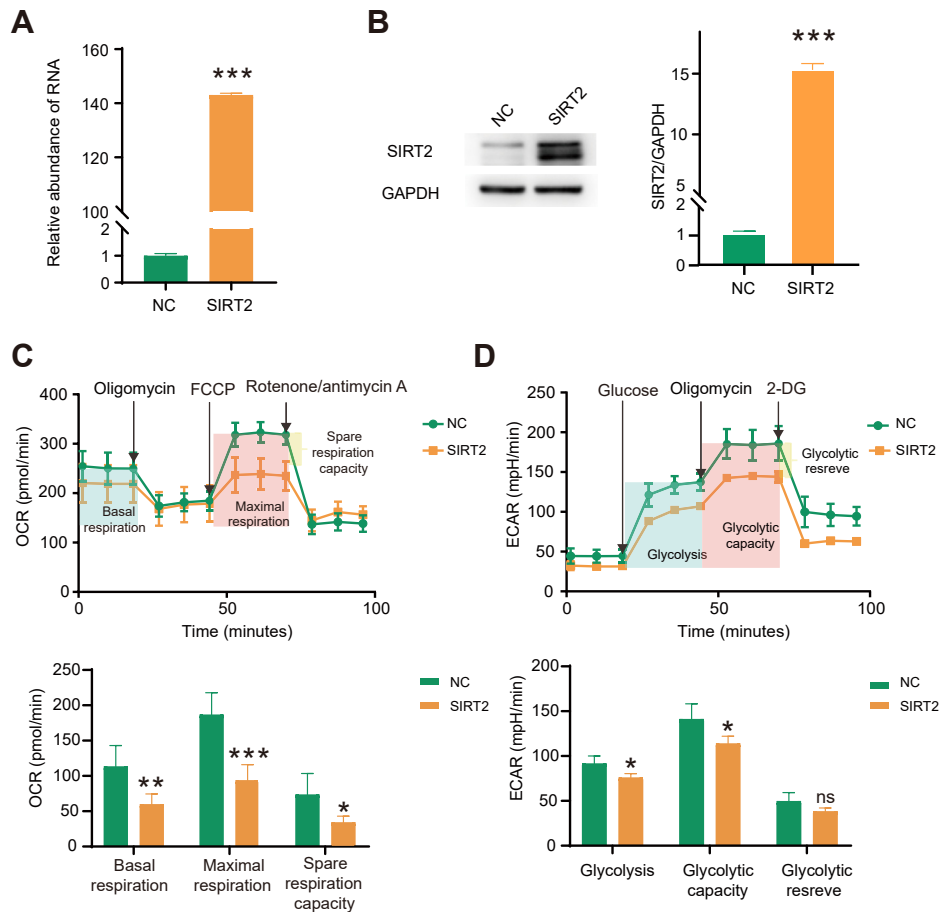 A
Relative abundance of RNA
160
140
120
100
2
1
0
***
NC
SIRT2
B
NC
SIRT2
SIRT2
GAPDH
SIRT2/GAPDH
15
10
5
2
1
0
***
NC
SIRT2
C
OCR (pmol/min)
400
300
200
100
0
Oligomycin
FCCP
Rotenone/antimycin A
NC
SIRT2
Spare
respiration
capacity
Basal
respiration
Maximal
respiration
0
50
100
Time (minutes)
OCR (pmol/min)
250
200
150
100
50
0
**
***
*
NC
SIRT2
Basal
respiration
Maximal
respiration
Spare
respiration
capacity
D
ECAR (mpH/min)
250
200
150
100
50
0
Glucose
Oligomycin
2-DG
NC
SIRT2
Glycolytic
resreve
Glycolysis
Glycolytic
capacity
0
50
100
Time (minutes)
ECAR (mpH/min)
200
150
100
50
0
*
*
ns
NC
SIRT2
Glycolysis
Glycolytic
capacity
Glycolytic
resreve